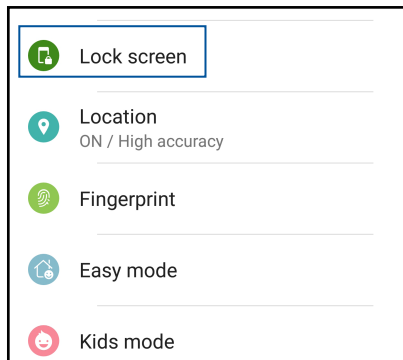 Lock screen
Location
ON / High accuracy
Fingerprint
Easy mode
Kids mode